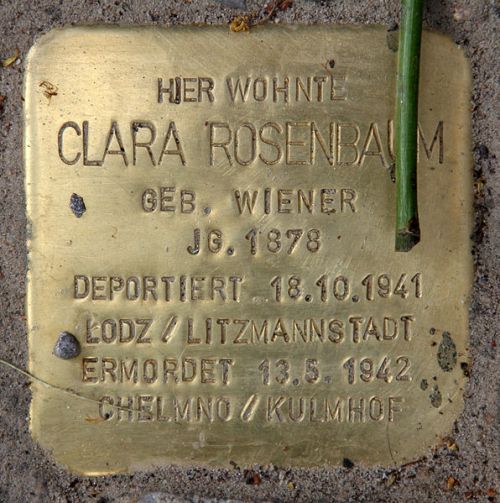 HIER WOHNTE
CLARA ROSENBAUM
GEB. WIENER
JG. 1878
DEPORTIERT 18.10.1941
ŁODZ / LITZMANNSTADT
ERMORDET 13.5.1942
CHELMNO / KULMHOF